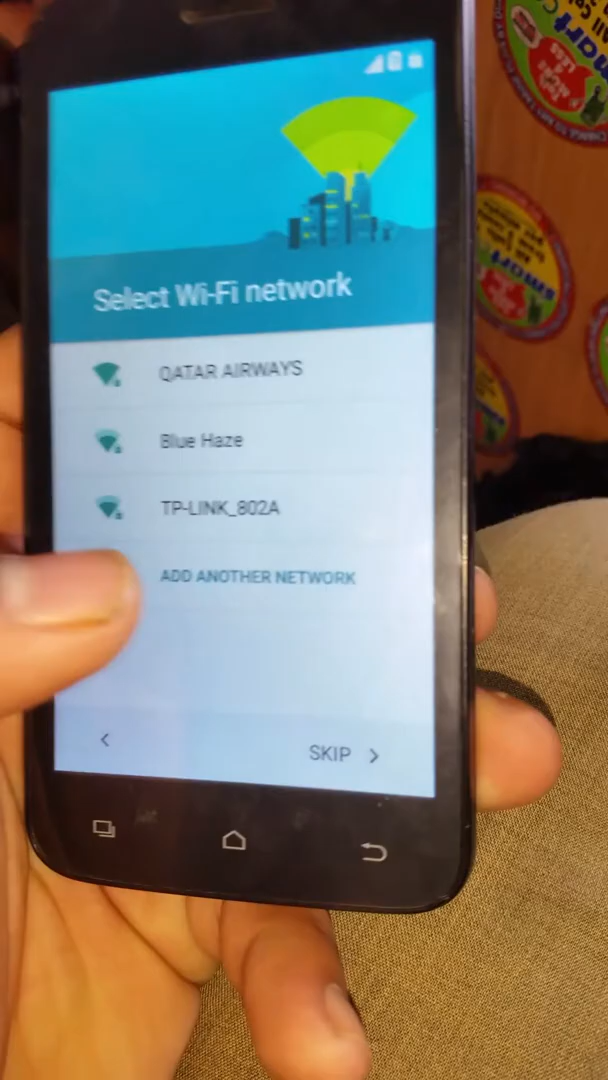 Select Wi-Fi network
QATAR AIRWAYS
Blue Haze
TP-LINK_802A
ADD ANOTHER NETWORK
SKIP